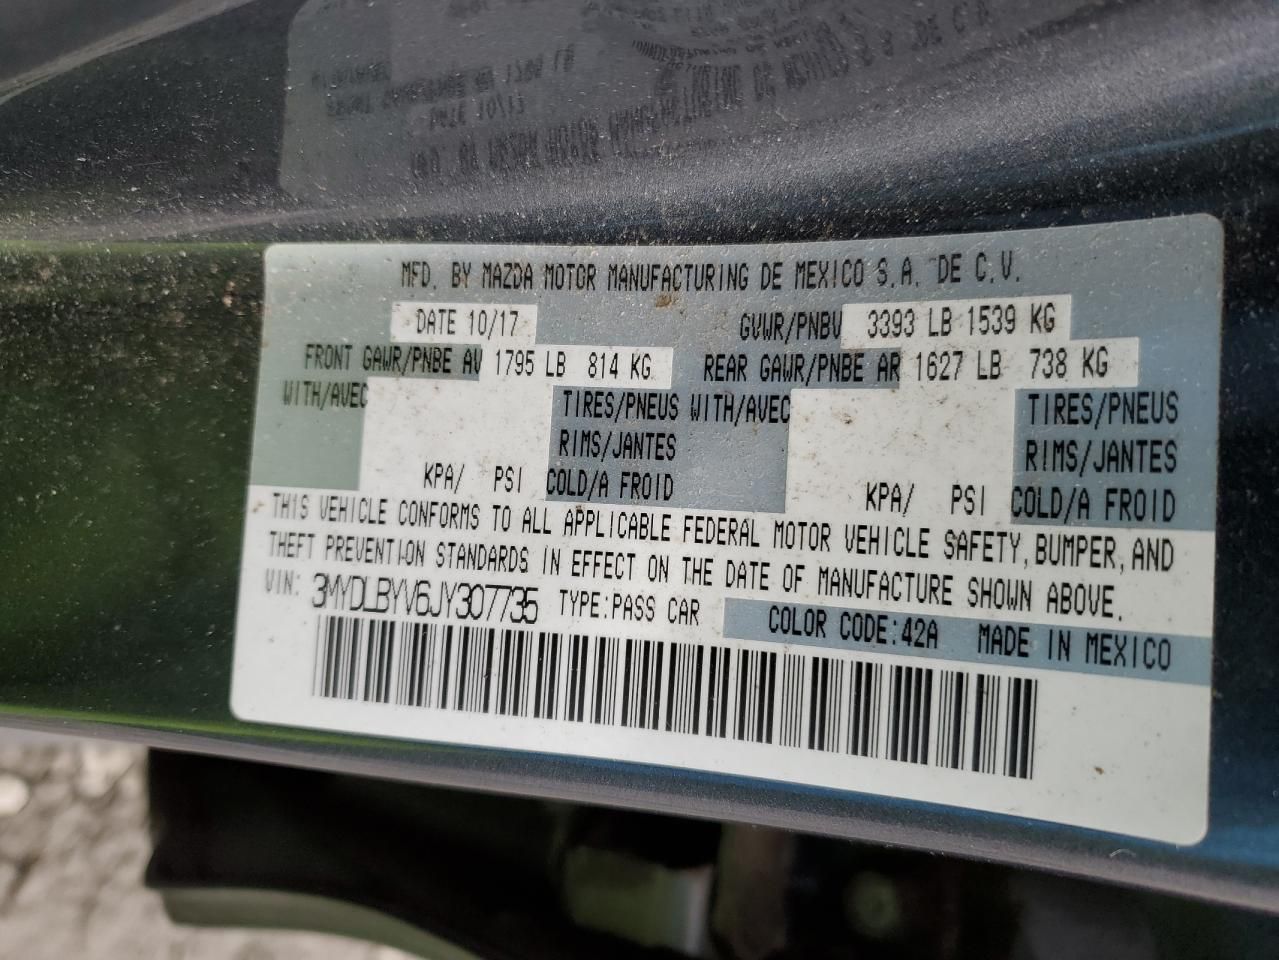 MFD. BY MAZDA MOTOR MANUFACTURING DE MEXICO S.A. DE C.V.
DATE 10/17 GVWR/PNBV 3393 LB 1539 KG
FRONT GAWR/PNBE AV 1795 LB 814 KG REAR GAWR/PNBE AR 1627 LB 738 KG
WITH/AVEC TIRES/PNEUS WITH/AVEC TIRES/PNEUS
RIMS/JANTES RIMS/JANTES
KPA/ PSI COLD/A FROID KPA/ PSI COLD/A FROID
THIS VEHICLE CONFORMS TO ALL APPLICABLE FEDERAL MOTOR VEHICLE SAFETY, BUMPER, AND
THEFT PREVENTION STANDARDS IN EFFECT ON THE DATE OF MANUFACTURE SHOWN ABOVE.
VIN: 3MYDLBYV6JY307735 TYPE:PASS CAR COLOR CODE:42A MADE IN MEXICO